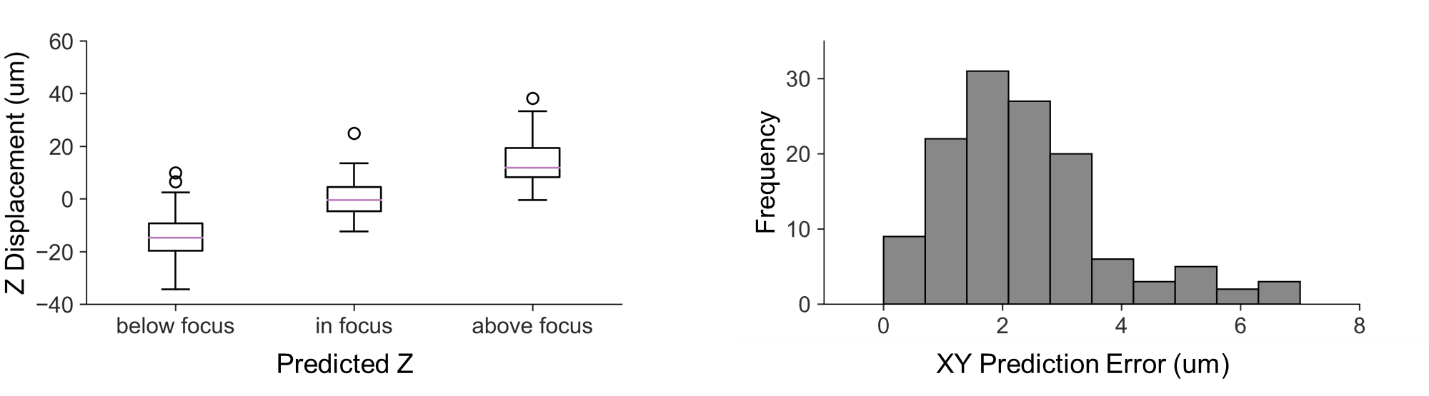 Z Displacement (um)
60
40
20
0
−20
−40
below focus
in focus
above focus
Predicted Z
Frequency
30
20
10
0
0
2
4
6
8
XY Prediction Error (um)